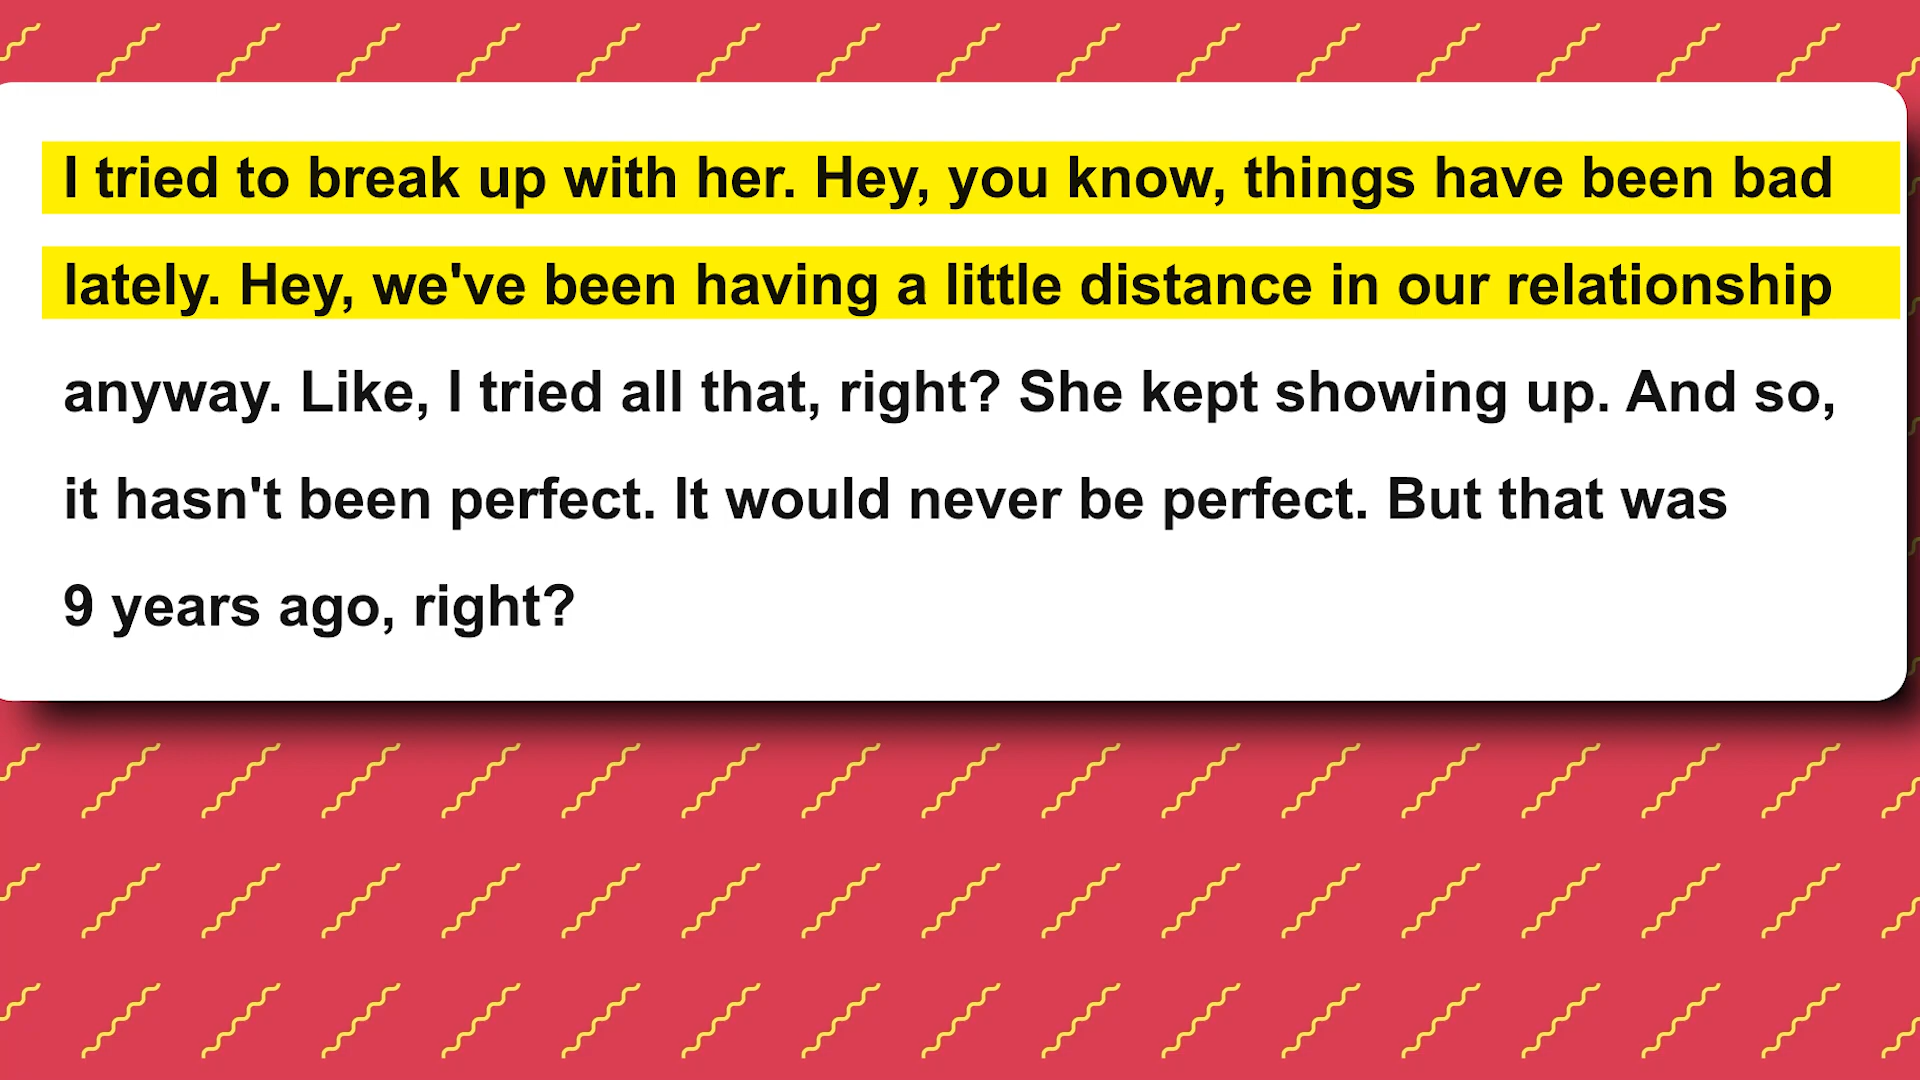 I tried to break up with her. Hey, you know, things have been bad
lately. Hey, we've been having a little distance in our relationship
anyway. Like, I tried all that, right? She kept showing up. And so,
it hasn't been perfect. It would never be perfect. But that was
9 years ago, right?